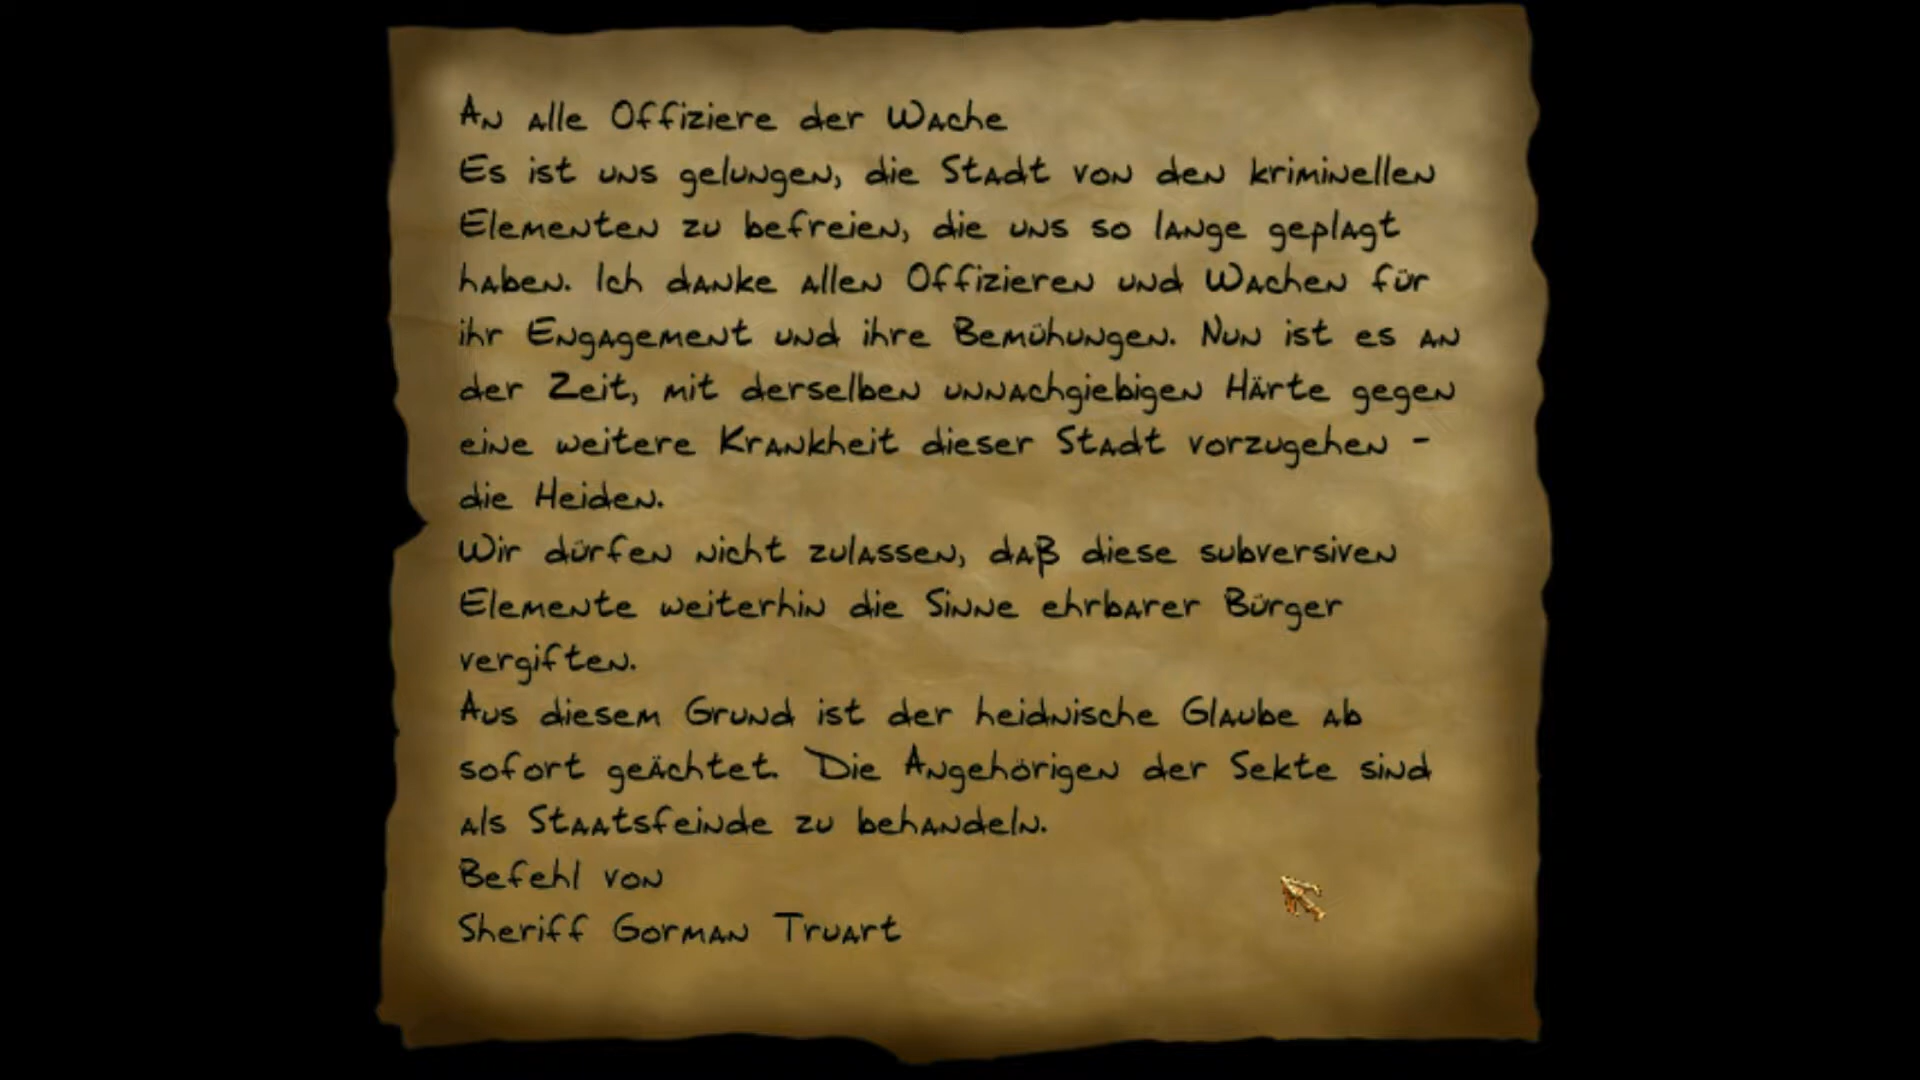 An alle Offiziere der Wache
Es ist uns gelungen, die Stadt von den kriminellen
Elementen zu befreien, die uns so lange geplagt
haben. Ich danke allen Offizieren und Wachen für
ihr Engagement und ihre Bemühungen. Nun ist es an
der Zeit, mit derselben unnachgiebigen Härte gegen
eine weitere Krankheit dieser Stadt vorzugehen -
die Heiden.
Wir dürfen nicht zulassen, daß diese subversiven
Elemente weiterhin die Sinne ehrbarer Bürger
vergiften.
Aus diesem Grund ist der heidnische Glaube ab
sofort geächtet. Die Angehörigen der Sekte sind
als Staatsfeinde zu behandeln.
Befehl von
Sheriff Gorman Truart